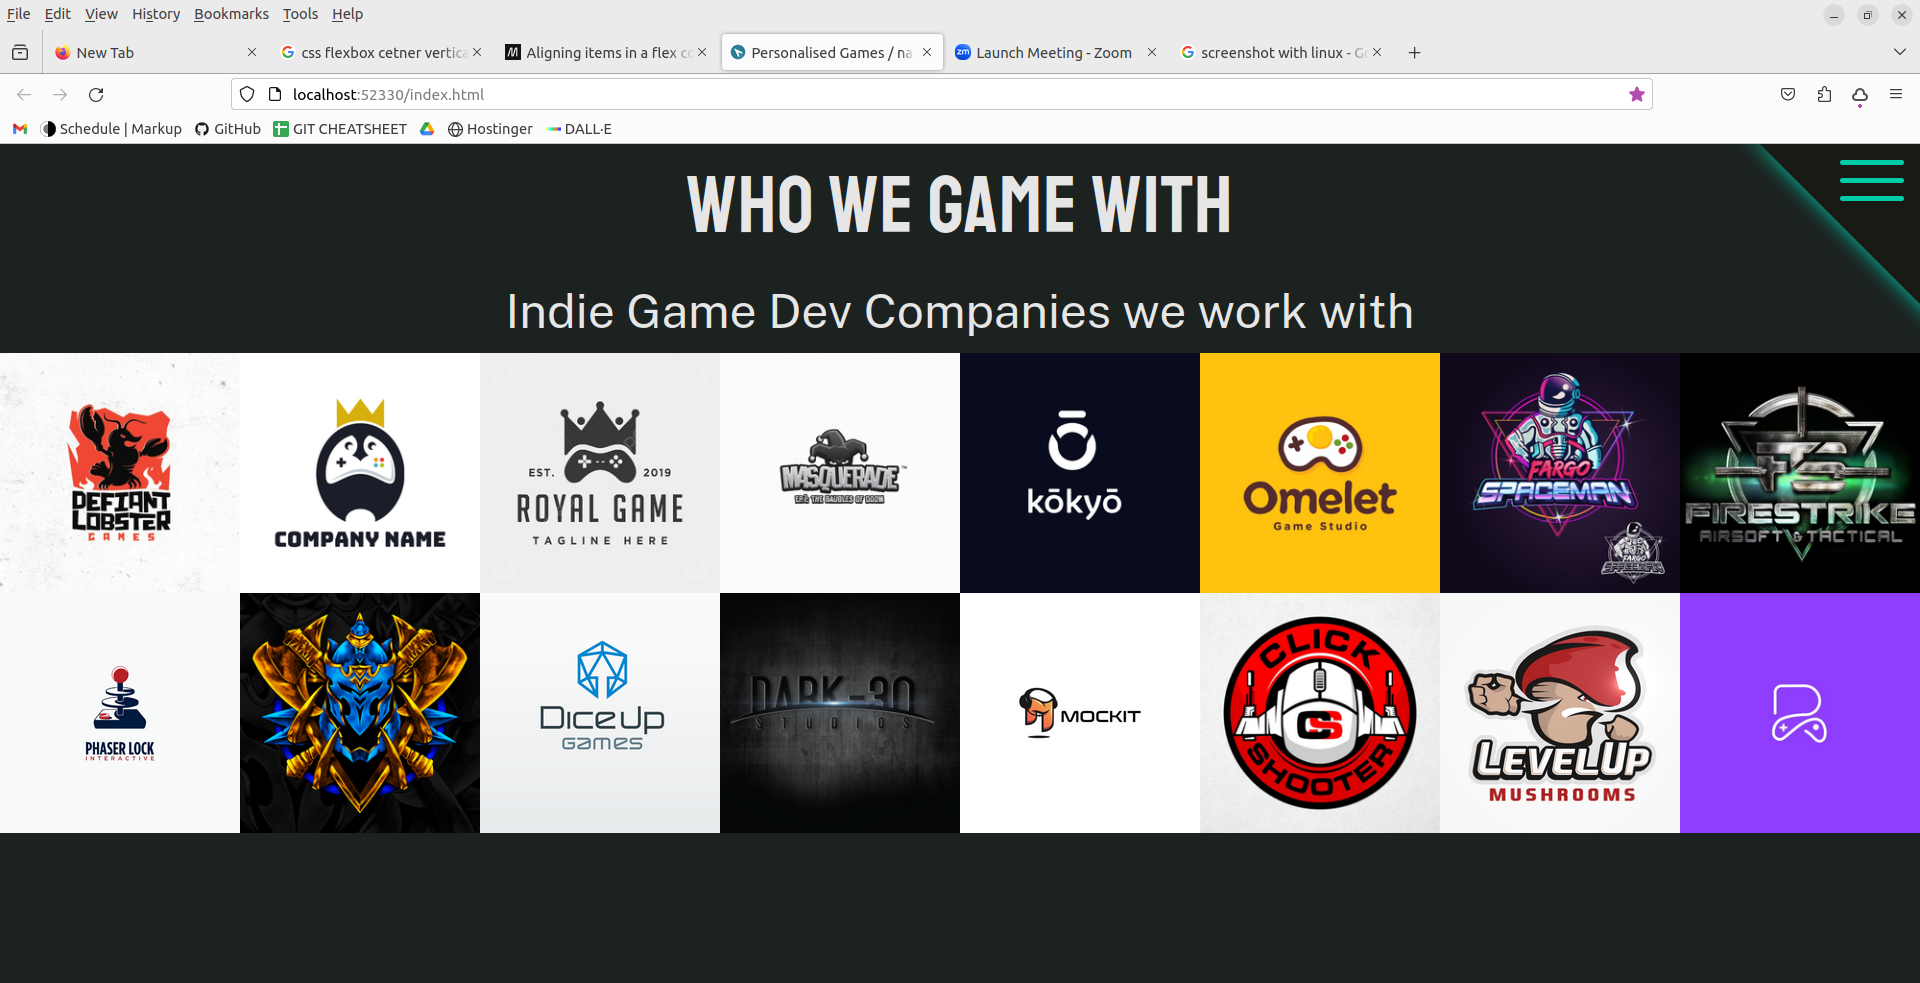 File Edit View History Bookmarks Tools Help
New Tab
css flexbox cetner vertica
Aligning items in a flex co
Personalised Games / na
Launch Meeting - Zoom
screenshot with linux - Go
localhost:52330/index.html
Schedule | Markup
GitHub
GIT CHEATSHEET
Hostinger
DALL·E
WHO WE GAME WITH
Indie Game Dev Companies we work with
DEFIANT
LOBSTER
GAMES
COMPANY NAME
EST. 2019
ROYAL GAME
TAGLINE HERE
MASQUERADE™
EP.1: THE BAUBLES OF DOOM
kōkyō
Omelet
Game Studio
FARGO
SPACEMAN
FARGO
SPACEMAN
FS
FIRESTRIKE
AIRSOFT & TACTICAL
PHASER LOCK
INTERACTIVE
DiceUp
games
DARK-30
STUDIOS
MOCKIT
CLICK
CS
SHOOTER
LEVELUP
MUSHROOMS